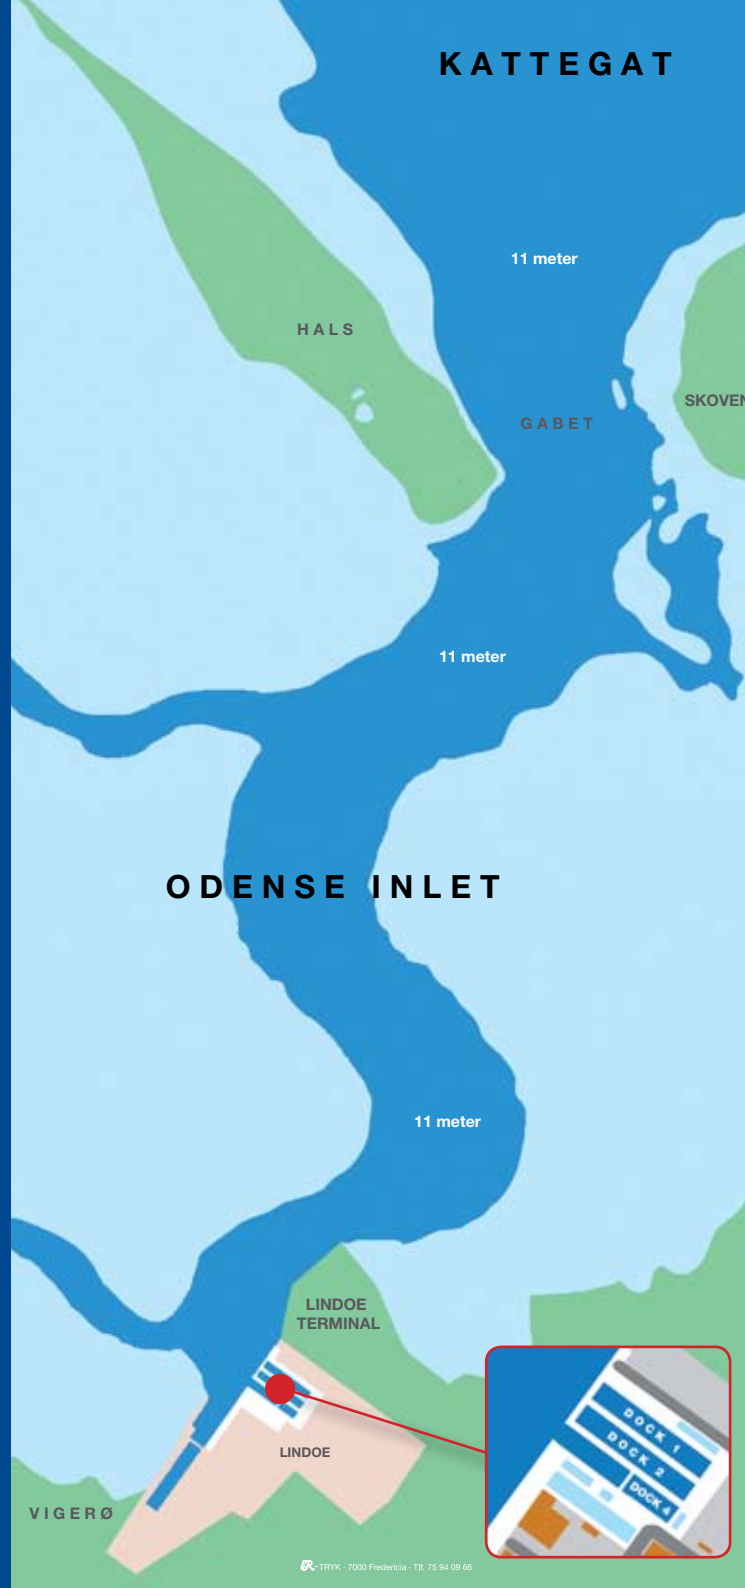 KATTEGAT
11 meter
HALS
SKOVEN
GABET
11 meter
ODENSE INLET
11 meter
LINDOE
TERMINAL
DOCK 1
DOCK 2
DOCK 4
LINDOE
VIGERØ
-TRYK · 7000 Fredericia · Tlf. 75 94 09 66